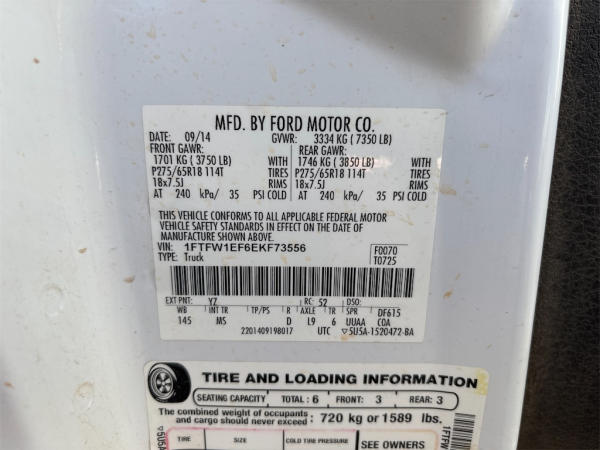 MFD. BY FORD MOTOR CO.
DATE: 09/14 GVWR: 3334 KG ( 7350 LB)
FRONT GAWR: REAR GAWR:
1701 KG ( 3750 LB) WITH 1746 KG ( 3850 LB) WITH
P275/65R18 114T TIRES P275/65R18 114T TIRES
18x7.5J RIMS 18x7.5J RIMS
AT 240 kPa/ 35 PSI COLD AT 240 kPa/ 35 PSI COLD
THIS VEHICLE CONFORMS TO ALL APPLICABLE FEDERAL MOTOR
VEHICLE SAFETY STANDARDS IN EFFECT ON THE DATE OF
MANUFACTURE SHOWN ABOVE.
VIN: 1FTFW1EF6EKF73556 F0070
TYPE: Truck T0725
EXT PNT: YZ RC: 52 DSO:
WB INT TR TP/PS R AXLE TR SPR DF615
145 MS D L9 6 UUAA COA
2201409198017 UTC ▽5U5A-1520472-BA
TIRE AND LOADING INFORMATION
SEATING CAPACITY TOTAL: 6 FRONT: 3 REAR: 3
The combined weight of occupants
and cargo should never exceed: 720 kg or 1589 lbs.
TIRE SIZE COLD TIRE PRESSURE SEE OWNERS
▽5U5A
1FTFW